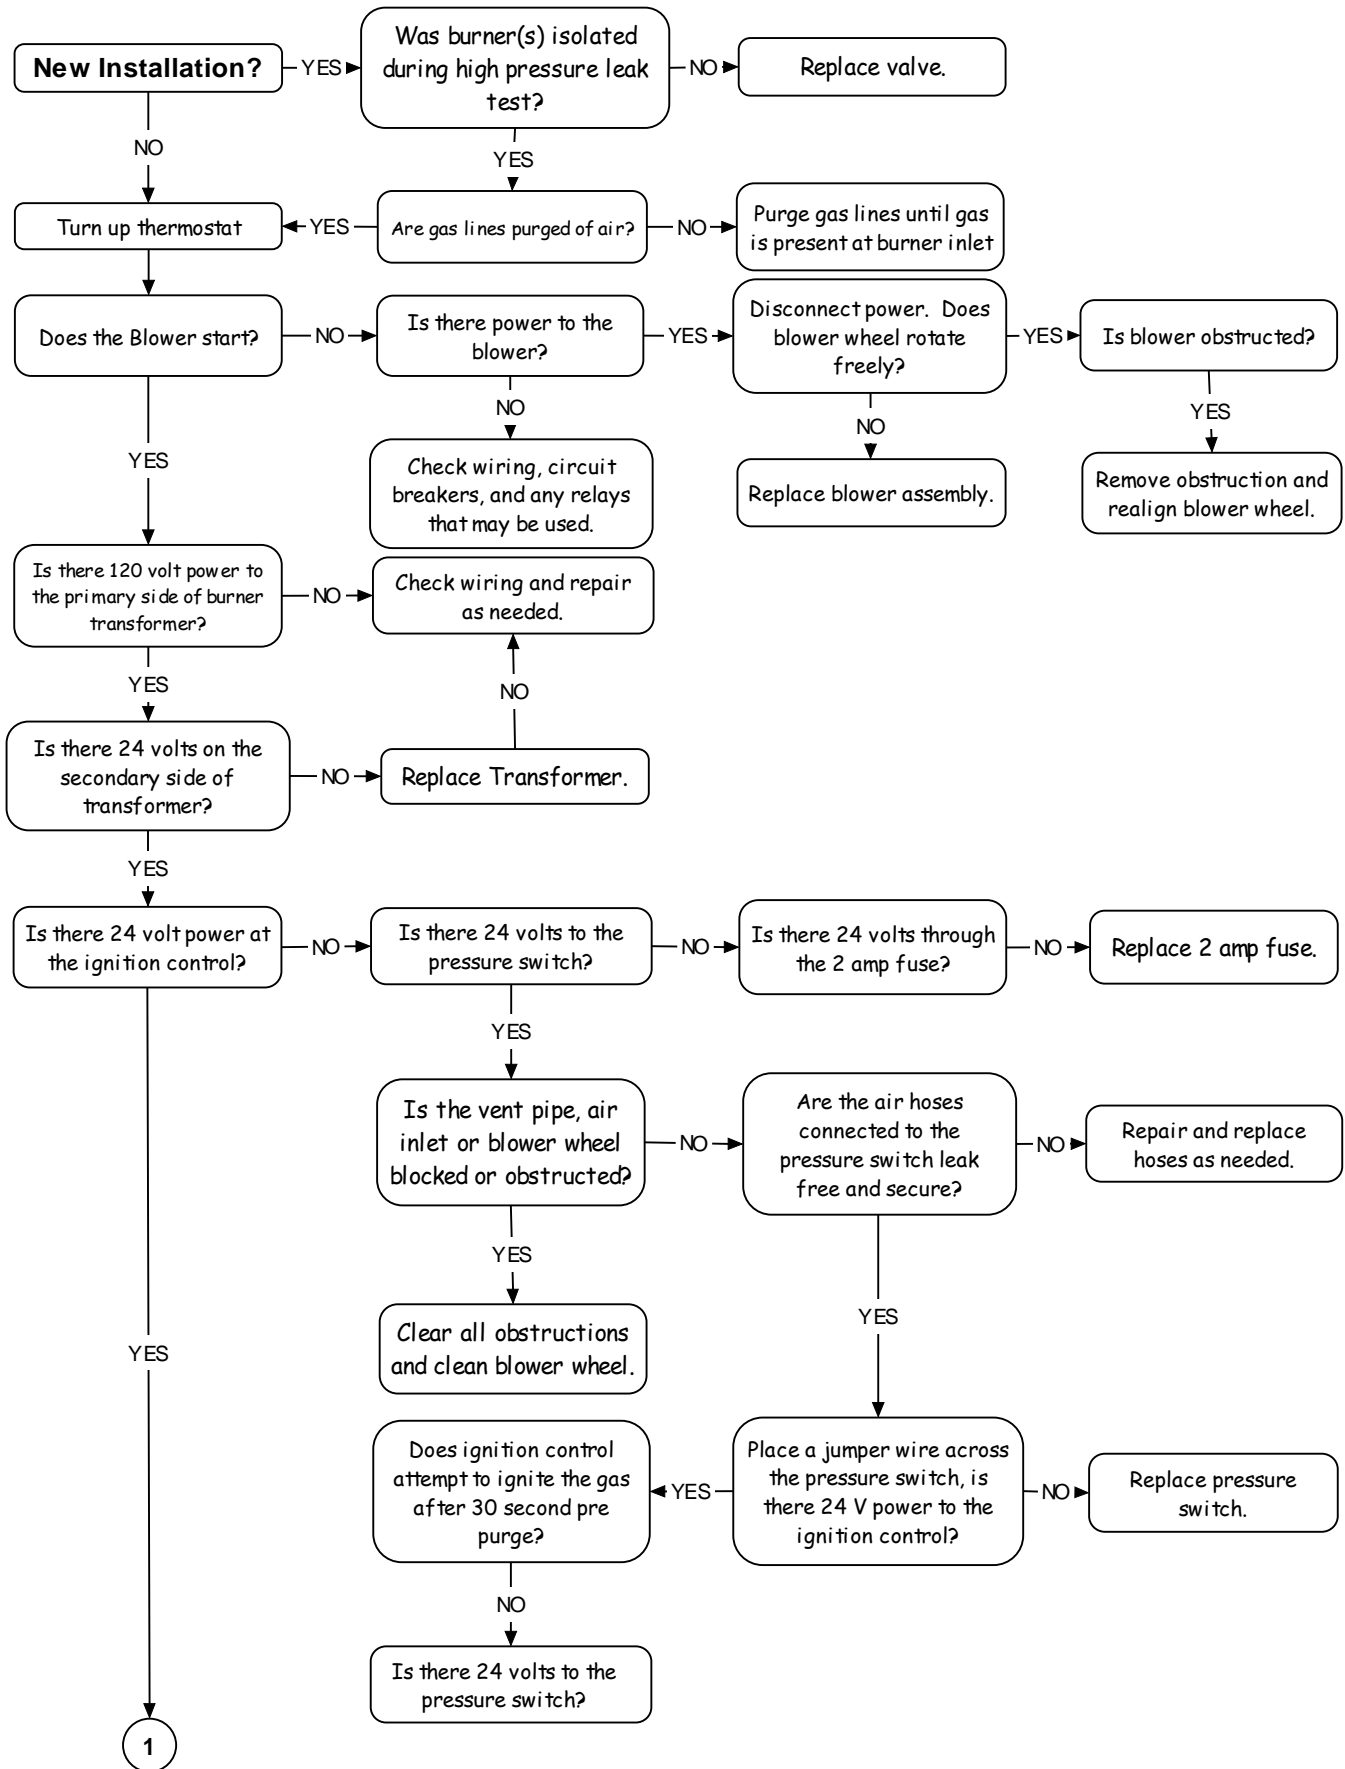 New Installation?
YES
Was burner(s) isolated
during high pressure leak
test?
NO
Replace valve.
NO
YES
Turn up thermostat
YES
Are gas lines purged of air?
NO
Purge gas lines until gas
is present at burner inlet
Does the Blower start?
NO
Is there power to the
blower?
YES
Disconnect power. Does
blower wheel rotate
freely?
YES
Is blower obstructed?
NO
NO
YES
YES
Check wiring, circuit
breakers, and any relays
that may be used.
Replace blower assembly.
Remove obstruction and
realign blower wheel.
Is there 120 volt power to
the primary side of burner
transformer?
NO
Check wiring and repair
as needed.
YES
NO
Is there 24 volts on the
secondary side of
transformer?
NO
Replace Transformer.
YES
Is there 24 volt power at
the ignition control?
NO
Is there 24 volts to the
pressure switch?
NO
Is there 24 volts through
the 2 amp fuse?
NO
Replace 2 amp fuse.
YES
Is the vent pipe, air
inlet or blower wheel
blocked or obstructed?
NO
Are the air hoses
connected to the
pressure switch leak
free and secure?
NO
Repair and replace
hoses as needed.
YES
YES
YES
Clear all obstructions
and clean blower wheel.
Does ignition control
attempt to ignite the gas
after 30 second pre
purge?
YES
Place a jumper wire across
the pressure switch, is
there 24 V power to the
ignition control?
NO
Replace pressure
switch.
NO
Is there 24 volts to the
pressure switch?
1